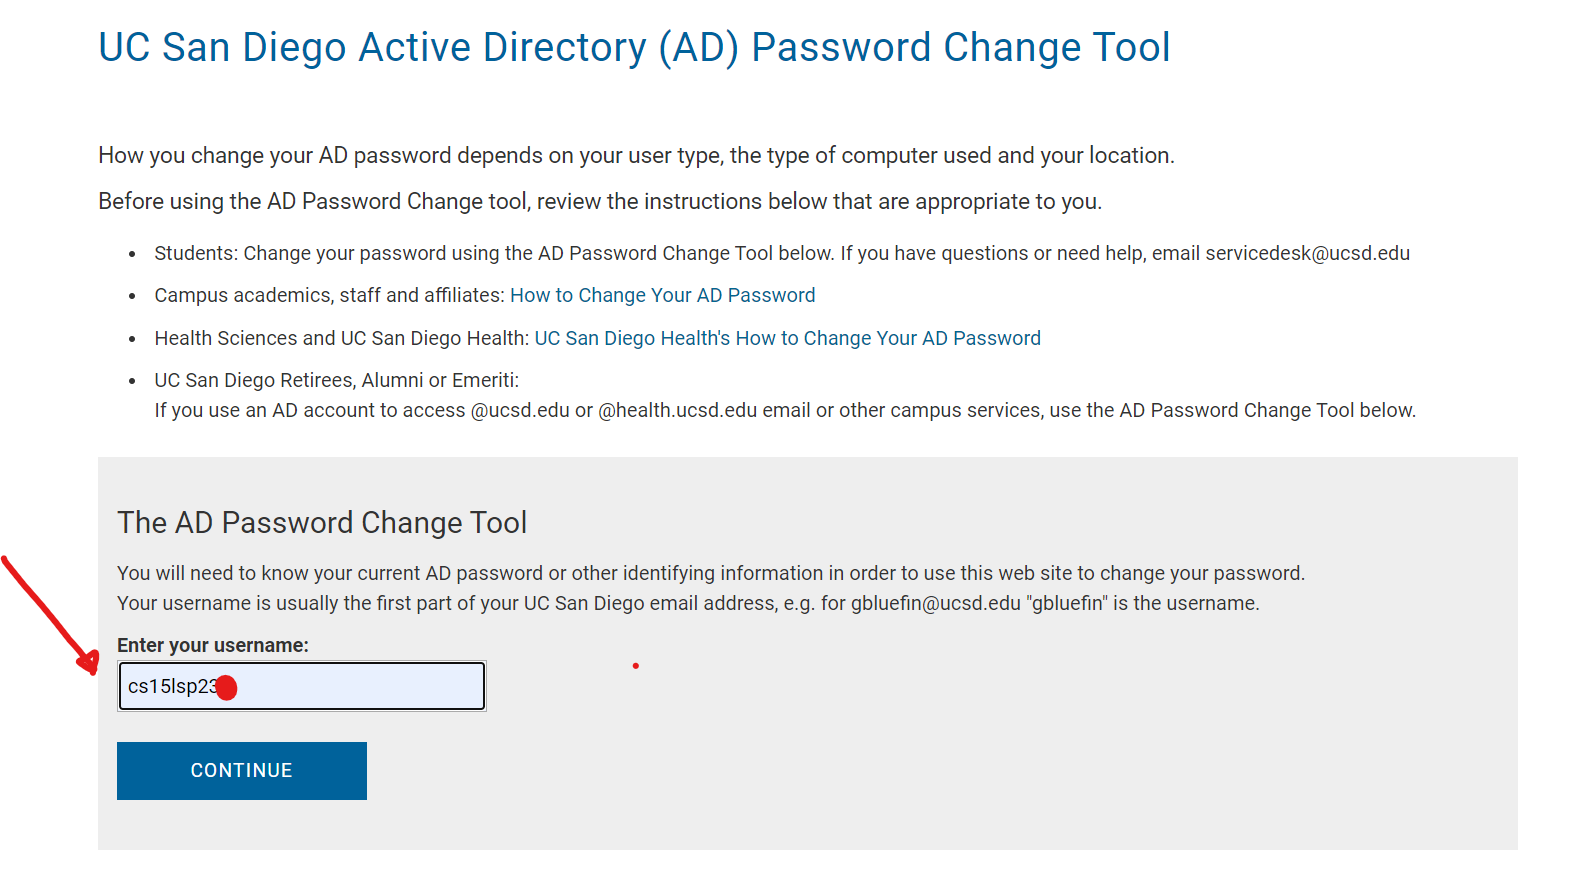 UC San Diego Active Directory (AD) Password Change Tool
How you change your AD password depends on your user type, the type of computer used and your location.
Before using the AD Password Change tool, review the instructions below that are appropriate to you.
• Students: Change your password using the AD Password Change Tool below. If you have questions or need help, email servicedesk@ucsd.edu
• Campus academics, staff and affiliates: How to Change Your AD Password
• Health Sciences and UC San Diego Health: UC San Diego Health's How to Change Your AD Password
• UC San Diego Retirees, Alumni or Emeriti:
If you use an AD account to access @ucsd.edu or @health.ucsd.edu email or other campus services, use the AD Password Change Tool below.
The AD Password Change Tool
You will need to know your current AD password or other identifying information in order to use this web site to change your password.
Your username is usually the first part of your UC San Diego email address, e.g. for gbluefin@ucsd.edu "gbluefin" is the username.
Enter your username:
cs15lsp23
CONTINUE